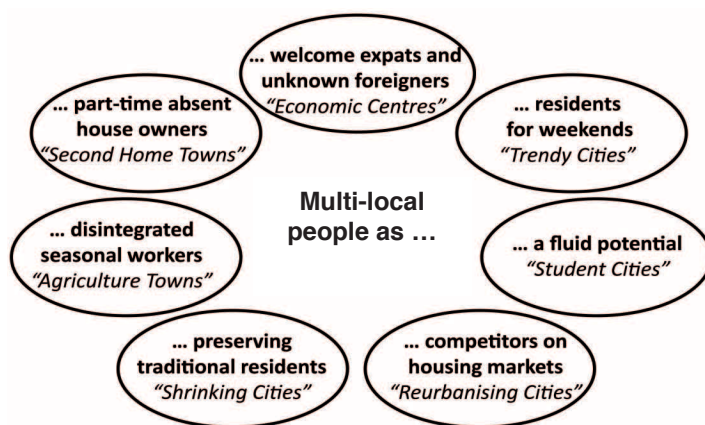 Multi-local
people as ...
... welcome expats and
unknown foreigners
“Economic Centres”
... residents
for weekends
“Trendy Cities”
... a fluid potential
“Student Cities”
... competitors on
housing markets
“Reurbanising Cities”
... preserving
traditional residents
“Shrinking Cities”
... disintegrated
seasonal workers
“Agriculture Towns”
... part-time absent
house owners
“Second Home Towns”